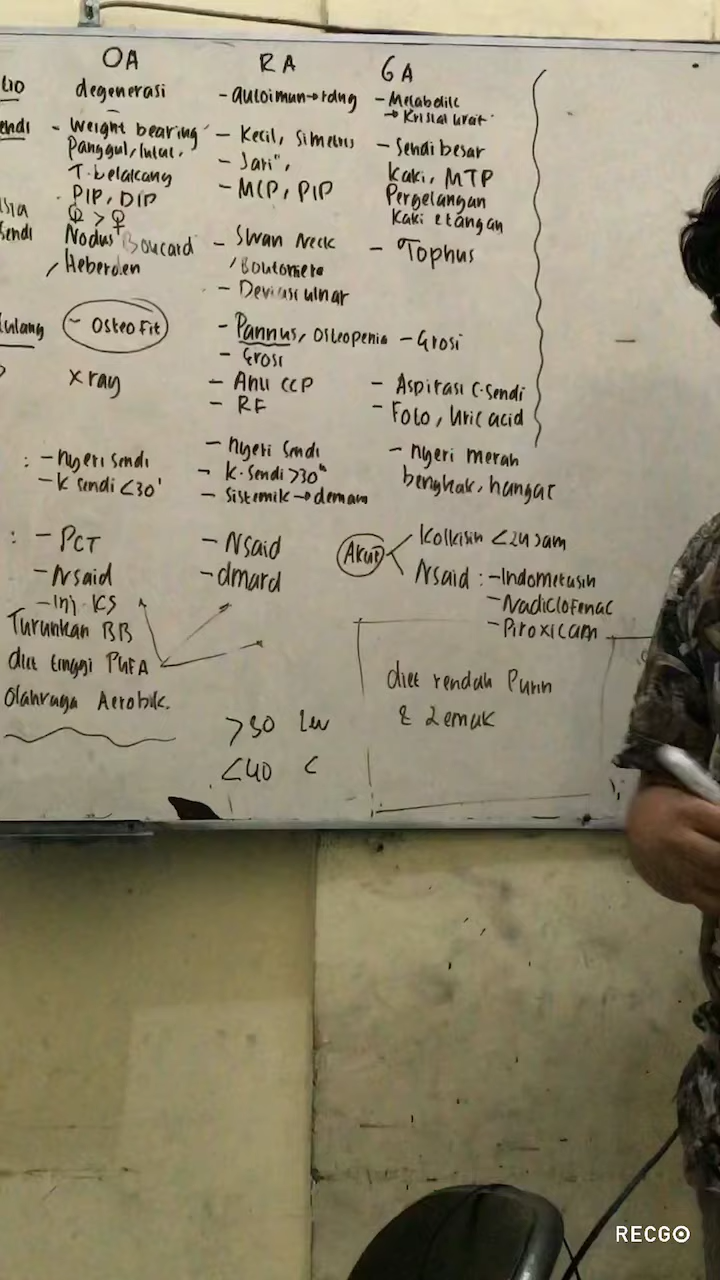 OA
RA
GA
degenerasi
- autoimun → rdng
- Metabolic
→ Kristal Urat
endi
- Weight bearing
Panggul, lutut,
T. belakang
PIP, DIP
- Kecil, Simetris
- Jari",
- MCP, PIP
- Sendi besar
kaki, MTP
Pergelangan
kaki & tangan
sendi
Nodus Boucard
/ Heberden
- Swan Neck
/ Boutoniere
- Deviasi ulnar
- Tophus
tulang
- Osteofit
- Pannus, osteopenia
- Erosi
- Erosi
x ray
- Anti CCP
- RF
- Aspirasi C. Sendi
- Foto, Uric acid
: - nyeri sendi
- K sendi <30'
- nyeri sendi
- K. sendi >30"
- Sistemik → demam
- nyeri merah
bengkak, hangat
: - PCT
- Nsaid
- Inj. KS
- Nsaid
- dmard
Akut
Kolkisin <24 jam
Nsaid : - Indometasin
- Nadiclofenac
- Piroxicam
Turunkan BB
diet tinggi PUFA
Olahraga Aerobik.
diet rendah Purin
& Lemak
<40 C
RECGO